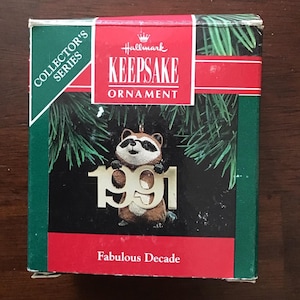 COLLECTOR'S
SERIES
Hallmark
KEEPSAKE
ORNAMENT
1991
Fabulous Decade